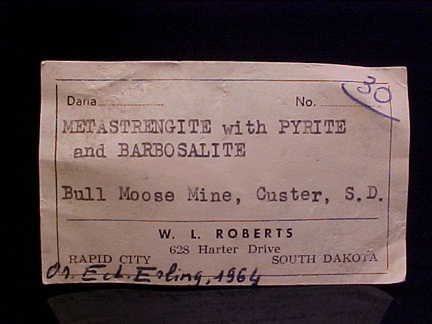 Dana No. 30
METASTRENGITE with PYRITE
and BARBOSALITE
Bull Moose Mine, Custer, S.D.
W. L. ROBERTS
628 Harter Drive
RAPID CITY SOUTH DAKOTA
Ed. Erling, 1964